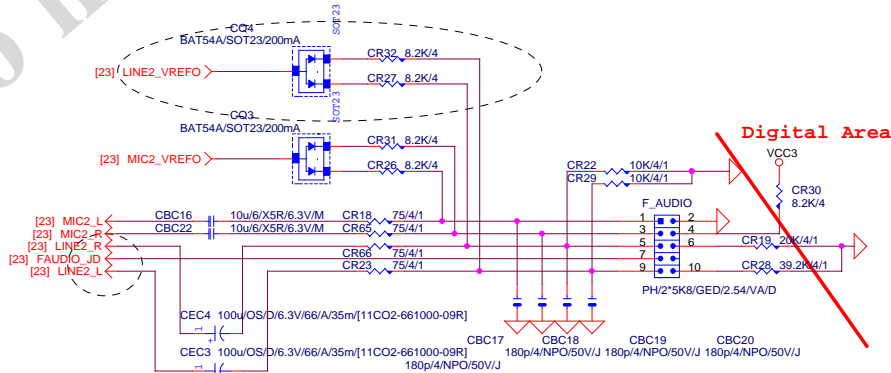 CQ4
BAT54A/SOT23/200mA
SOT23
CR32 8.2K/4
[23] LINE2_VREFO
CR27 8.2K/4
SOT23
CQ3
BAT54A/SOT23/200mA
CR31 8.2K/4
[23] MIC2_VREFO
CR26 8.2K/4
Digital Area
VCC3
CR22 10K/4/1
CR29 10K/4/1
CR30
8.2K/4
F_AUDIO
[23] MIC2_L CBC16 10u/6/X5R/6.3V/M CR18 75/4/1 1 2
[23] MIC2_R CBC22 10u/6/X5R/6.3V/M CR65 75/4/1 3 4
[23] LINE2_R 5 6 CR19 20K/4/1
[23] FAUDIO_JD CR66 75/4/1 7
[23] LINE2_L CR23 75/4/1 9 10 CR28 39.2K/4/1
PH/2*5K8/GED/2.54/VA/D
CEC4 100u/OS/D/6.3V/66/A/35m/[11CO2-661000-09R]
1 +
CBC17 CBC18 CBC19 CBC20
CEC3 100u/OS/D/6.3V/66/A/35m/[11CO2-661000-09R]
180p/4/NPO/50V/J 180p/4/NPO/50V/J 180p/4/NPO/50V/J
1 +
180p/4/NPO/50V/J